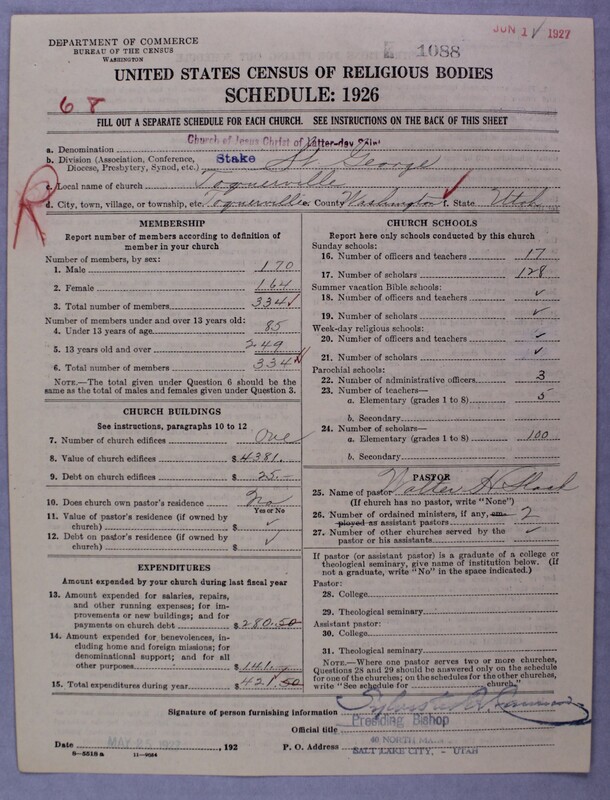 JUN 1 1927
1088
DEPARTMENT OF COMMERCE
BUREAU OF THE CENSUS
WASHINGTON
UNITED STATES CENSUS OF RELIGIOUS BODIES
SCHEDULE: 1926
68
FILL OUT A SEPARATE SCHEDULE FOR EACH CHURCH. SEE INSTRUCTIONS ON THE BACK OF THIS SHEET
a. Denomination Church of Jesus Christ of Latter-day Saint
b. Division (Association, Conference, Diocese, Presbytery, Synod, etc.) Stake St George
c. Local name of church Toquerville
d. City, town, village, or township, etc. Toquerville e. County Washington f. State Utah
R
MEMBERSHIP
Report number of members according to definition of member in your church
Number of members, by sex:
1. Male 170
2. Female 164
3. Total number of members 334
Number of members under and over 13 years old:
4. Under 13 years of age 85
5. 13 years old and over 249
6. Total number of members 334
NOTE.—The total given under Question 6 should be the same as the total of males and females given under Question 3.
CHURCH BUILDINGS
See instructions, paragraphs 10 to 12
7. Number of church edifices One
8. Value of church edifices $4381.
9. Debt on church edifices $25.-
10. Does church own pastor's residence No
Yes or No
11. Value of pastor's residence (if owned by church) $ ✓
12. Debt on pastor's residence (if owned by church) $ ✓
EXPENDITURES
Amount expended by your church during last fiscal year
13. Amount expended for salaries, repairs, and other running expenses; for improvements or new buildings; and for payments on church debt $280.50
14. Amount expended for benevolences, including home and foreign missions; for denominational support; and for all other purposes $141.
15. Total expenditures during year $421.50
CHURCH SCHOOLS
Report here only schools conducted by this church
Sunday schools:
16. Number of officers and teachers 17
17. Number of scholars 128
Summer vacation Bible schools:
18. Number of officers and teachers ✓
19. Number of scholars ✓
Week-day religious schools:
20. Number of officers and teachers ✓
21. Number of scholars ✓
Parochial schools:
22. Number of administrative officers 3
23. Number of teachers—
a. Elementary (grades 1 to 8) 5
b. Secondary
24. Number of scholars—
a. Elementary (grades 1 to 8) 100
b. Secondary
PASTOR
25. Name of pastor Walter H. Slack
(If church has no pastor, write "None")
26. Number of ordained ministers, if any, employed as assistant pastors 2
27. Number of other churches served by the pastor or his assistants ✓
If pastor (or assistant pastor) is a graduate of a college or theological seminary, give name of institution below. (If not a graduate, write "No" in the space indicated.)
Pastor:
28. College
29. Theological seminary
Assistant pastor:
30. College
31. Theological seminary
NOTE.—Where one pastor serves two or more churches, Questions 28 and 29 should be answered only on the schedule for one of the churches; on the schedules for the other churches, write "See schedule for church."
Signature of person furnishing information
Official title Presiding Bishop
Date MAY 25 1927, 192 P. O. Address 40 NORTH MAIN
SALT LAKE CITY, - UTAH
8—5518 a 11—9064